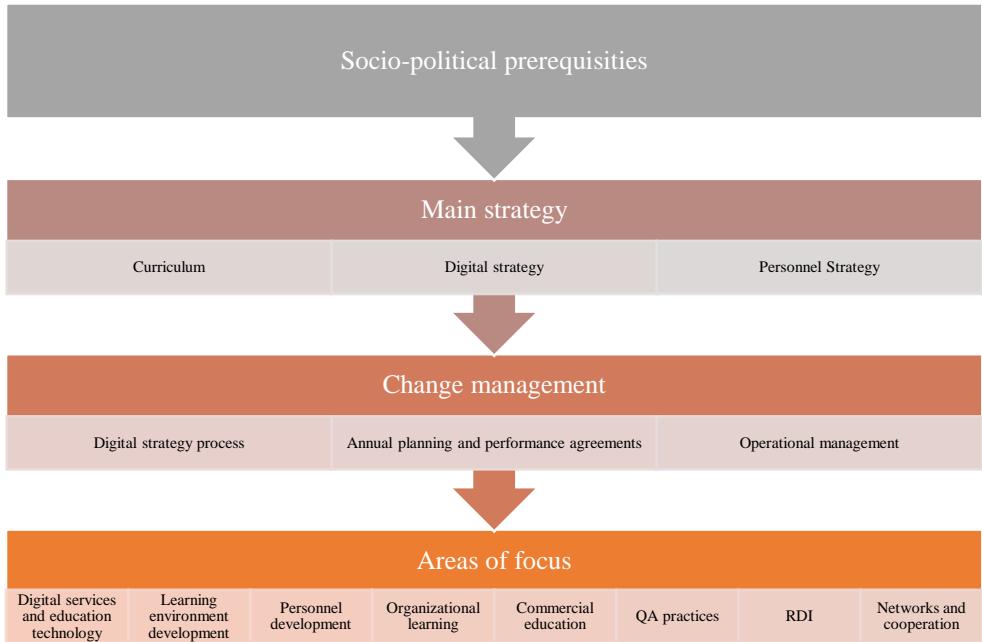 Socio-political prerequisities
Main strategy
Curriculum
Digital strategy
Personnel Strategy
Change management
Digital strategy process
Annual planning and performance agreements
Operational management
Areas of focus
Digital services
and education
technology
Learning
environment
development
Personnel
development
Organizational
learning
Commercial
education
QA practices
RDI
Networks and
cooperation